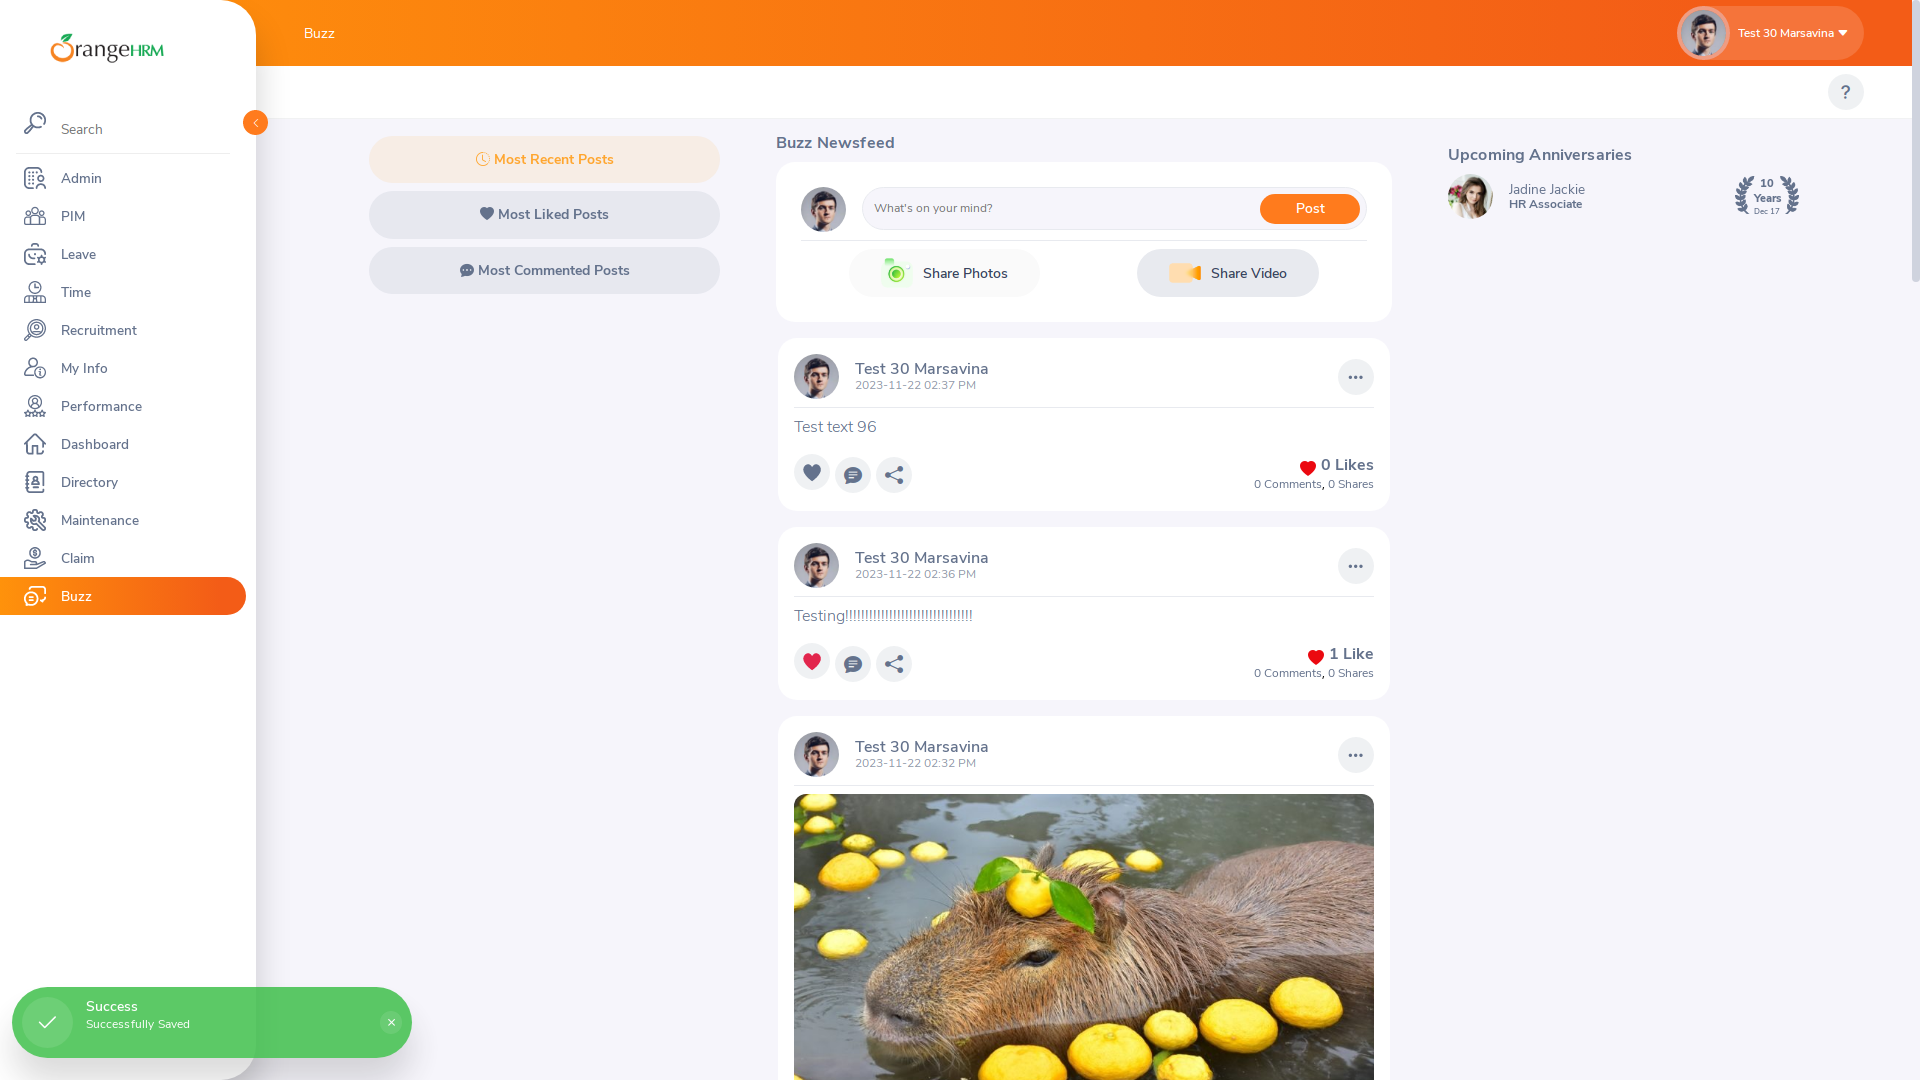 OrangeHRM
Search
Admin
PIM
Leave
Time
Recruitment
My Info
Performance
Dashboard
Directory
Maintenance
Claim
Buzz
Buzz
Test 30 Marsavina
?
Most Recent Posts
Most Liked Posts
Most Commented Posts
Buzz Newsfeed
What's on your mind?
Post
Share Photos
Share Video
Test 30 Marsavina
2023-11-22 02:37 PM
Test text 96
0 Likes
0 Comments, 0 Shares
Test 30 Marsavina
2023-11-22 02:36 PM
Testing!!!!!!!!!!!!!!!!!!!!!!!!!!!!!!!!
1 Like
0 Comments, 0 Shares
Test 30 Marsavina
2023-11-22 02:32 PM
Upcoming Anniversaries
Jadine Jackie
HR Associate
10
Years
Dec 17
Success
Successfully Saved